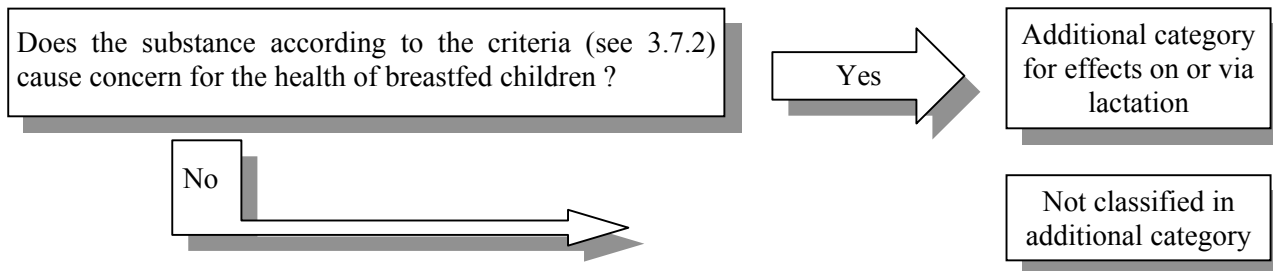 Does the substance according to the criteria (see 3.7.2)
cause concern for the health of breastfed children ?
Yes
Additional category
for effects on or via
lactation
No
Not classified in
additional category